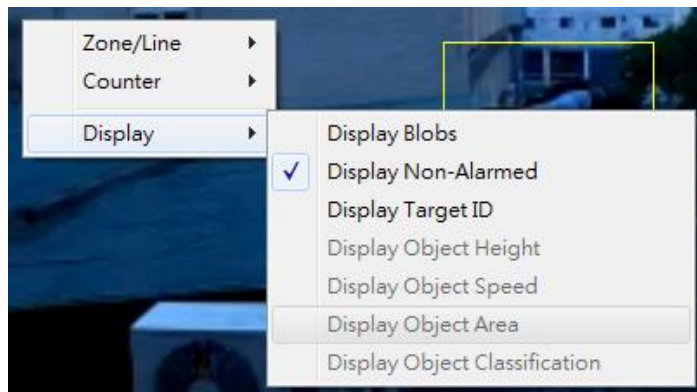 Zone/Line
Counter
Display
Display Blobs
Display Non-Alarmed
Display Target ID
Display Object Height
Display Object Speed
Display Object Area
Display Object Classification